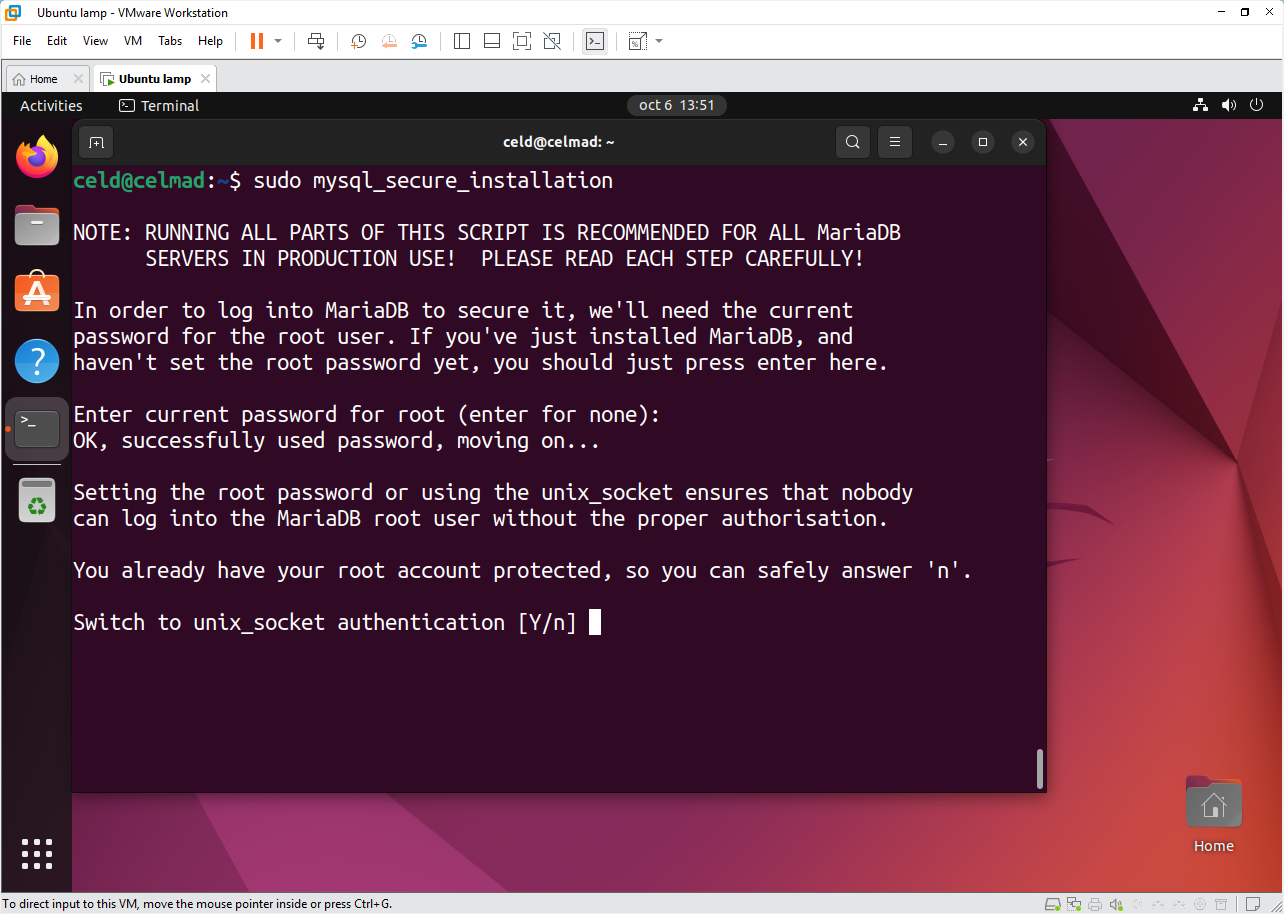 Ubuntu lamp - VMware Workstation
File Edit View VM Tabs Help
Home Ubuntu lamp
Activities Terminal oct 6 13:51
celd@celmad: ~
celd@celmad:~$ sudo mysql_secure_installation
NOTE: RUNNING ALL PARTS OF THIS SCRIPT IS RECOMMENDED FOR ALL MariaDB
SERVERS IN PRODUCTION USE! PLEASE READ EACH STEP CAREFULLY!
In order to log into MariaDB to secure it, we'll need the current
password for the root user. If you've just installed MariaDB, and
haven't set the root password yet, you should just press enter here.
Enter current password for root (enter for none):
OK, successfully used password, moving on...
Setting the root password or using the unix_socket ensures that nobody
can log into the MariaDB root user without the proper authorisation.
You already have your root account protected, so you can safely answer 'n'.
Switch to unix_socket authentication [Y/n]
Home
To direct input to this VM, move the mouse pointer inside or press Ctrl+G.